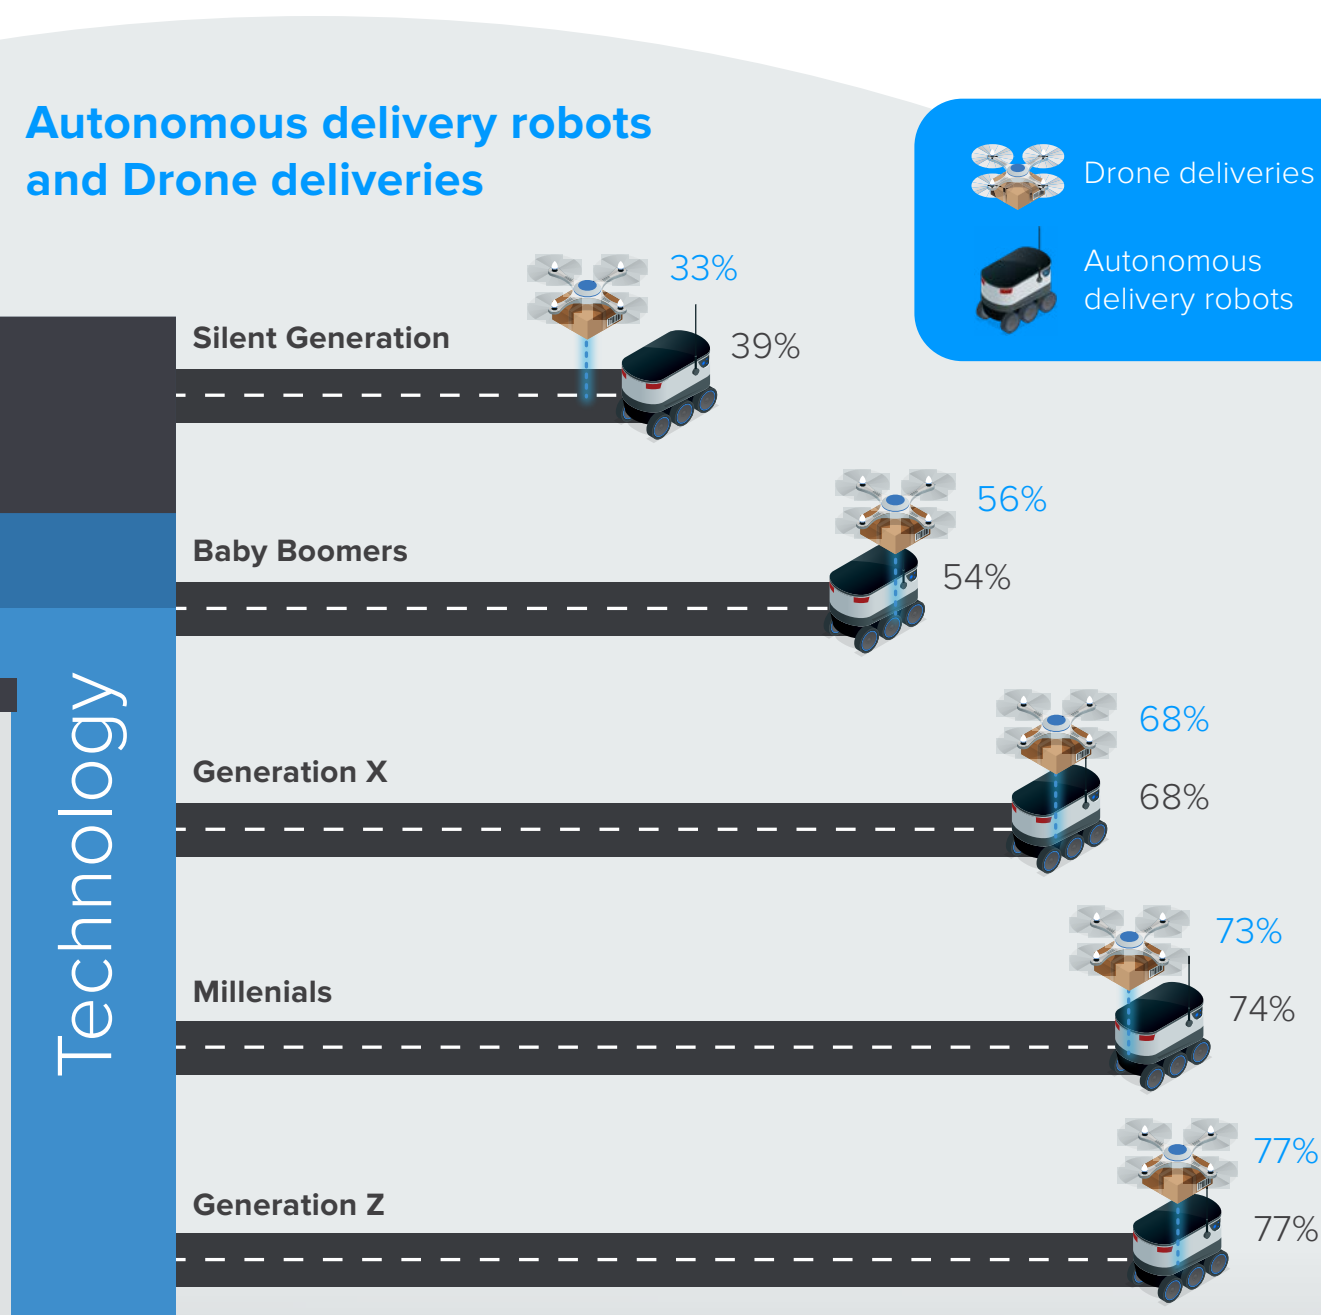 Autonomous delivery robots
and Drone deliveries
Drone deliveries
Autonomous
delivery robots
Technology
Silent Generation
33%
39%
Baby Boomers
56%
54%
Generation X
68%
68%
Millenials
73%
74%
Generation Z
77%
77%